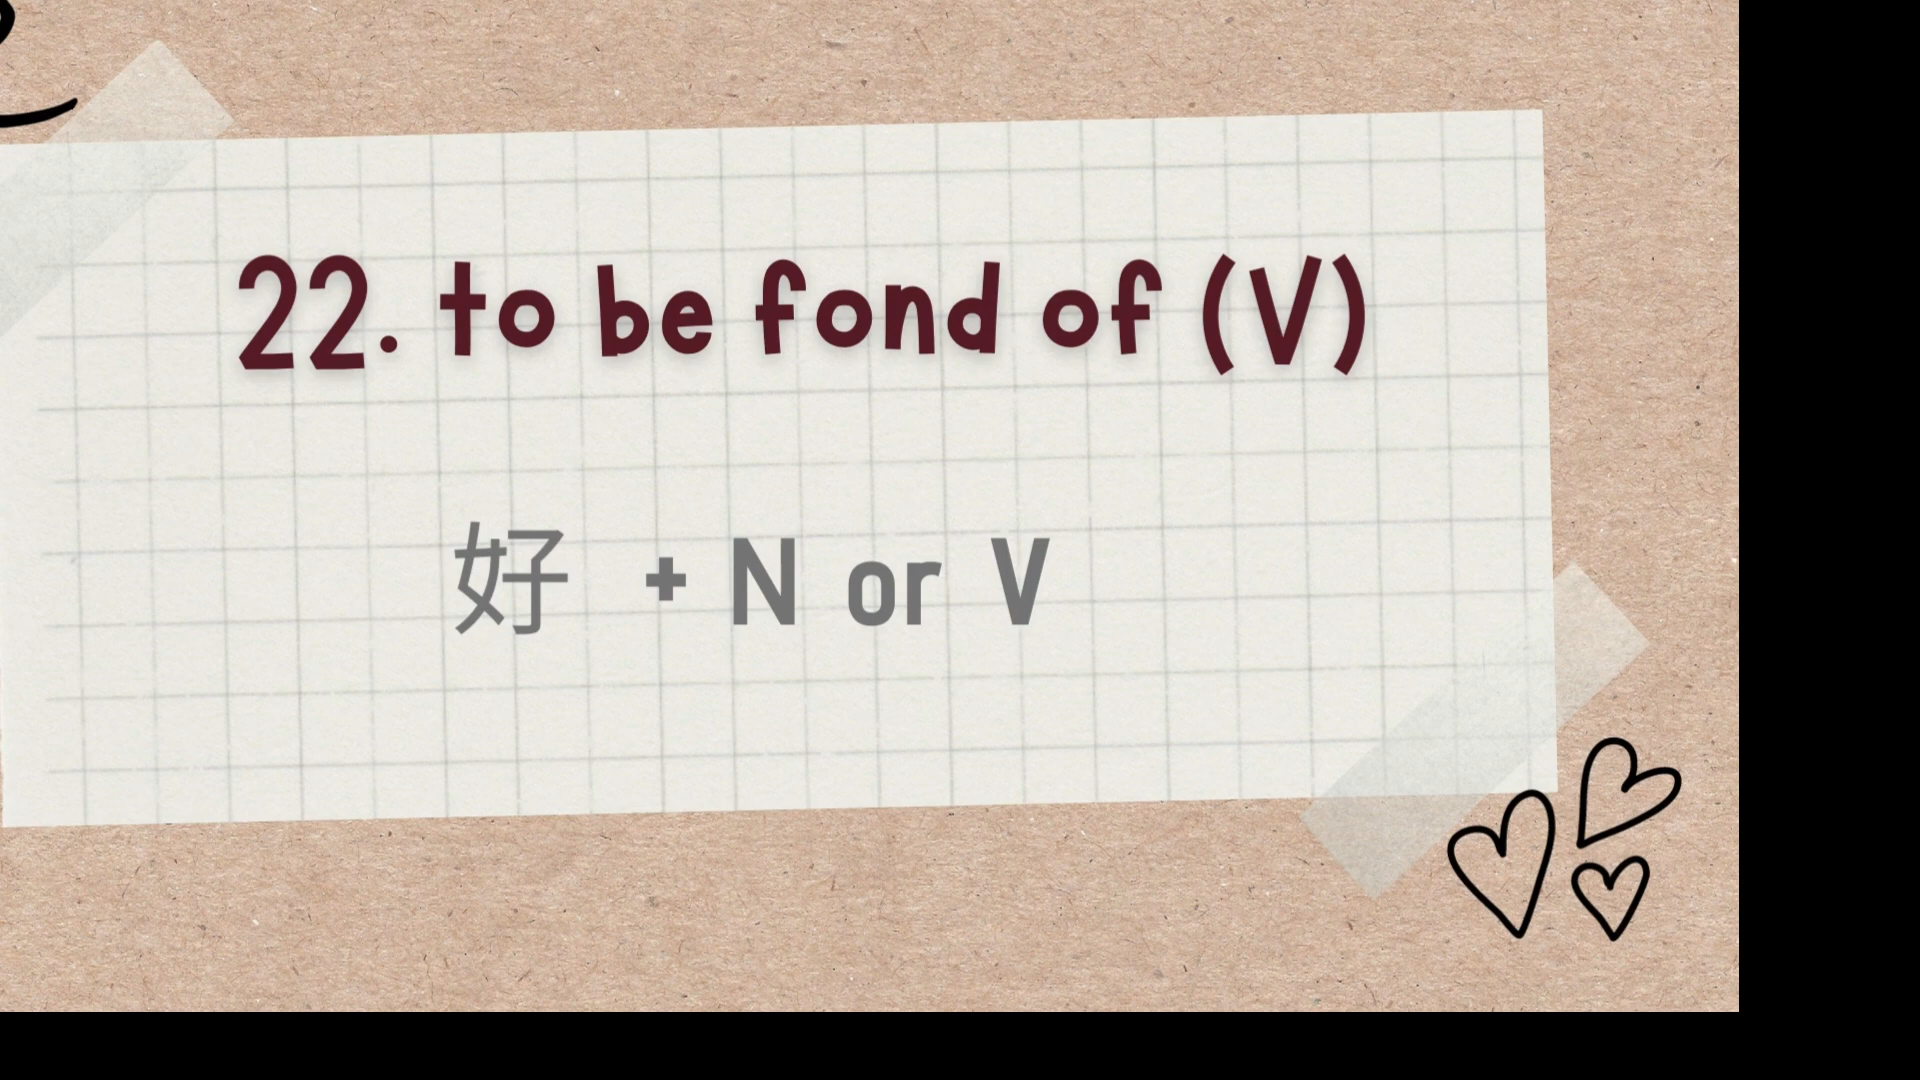 22. to be fond of (V)
好 + N or V